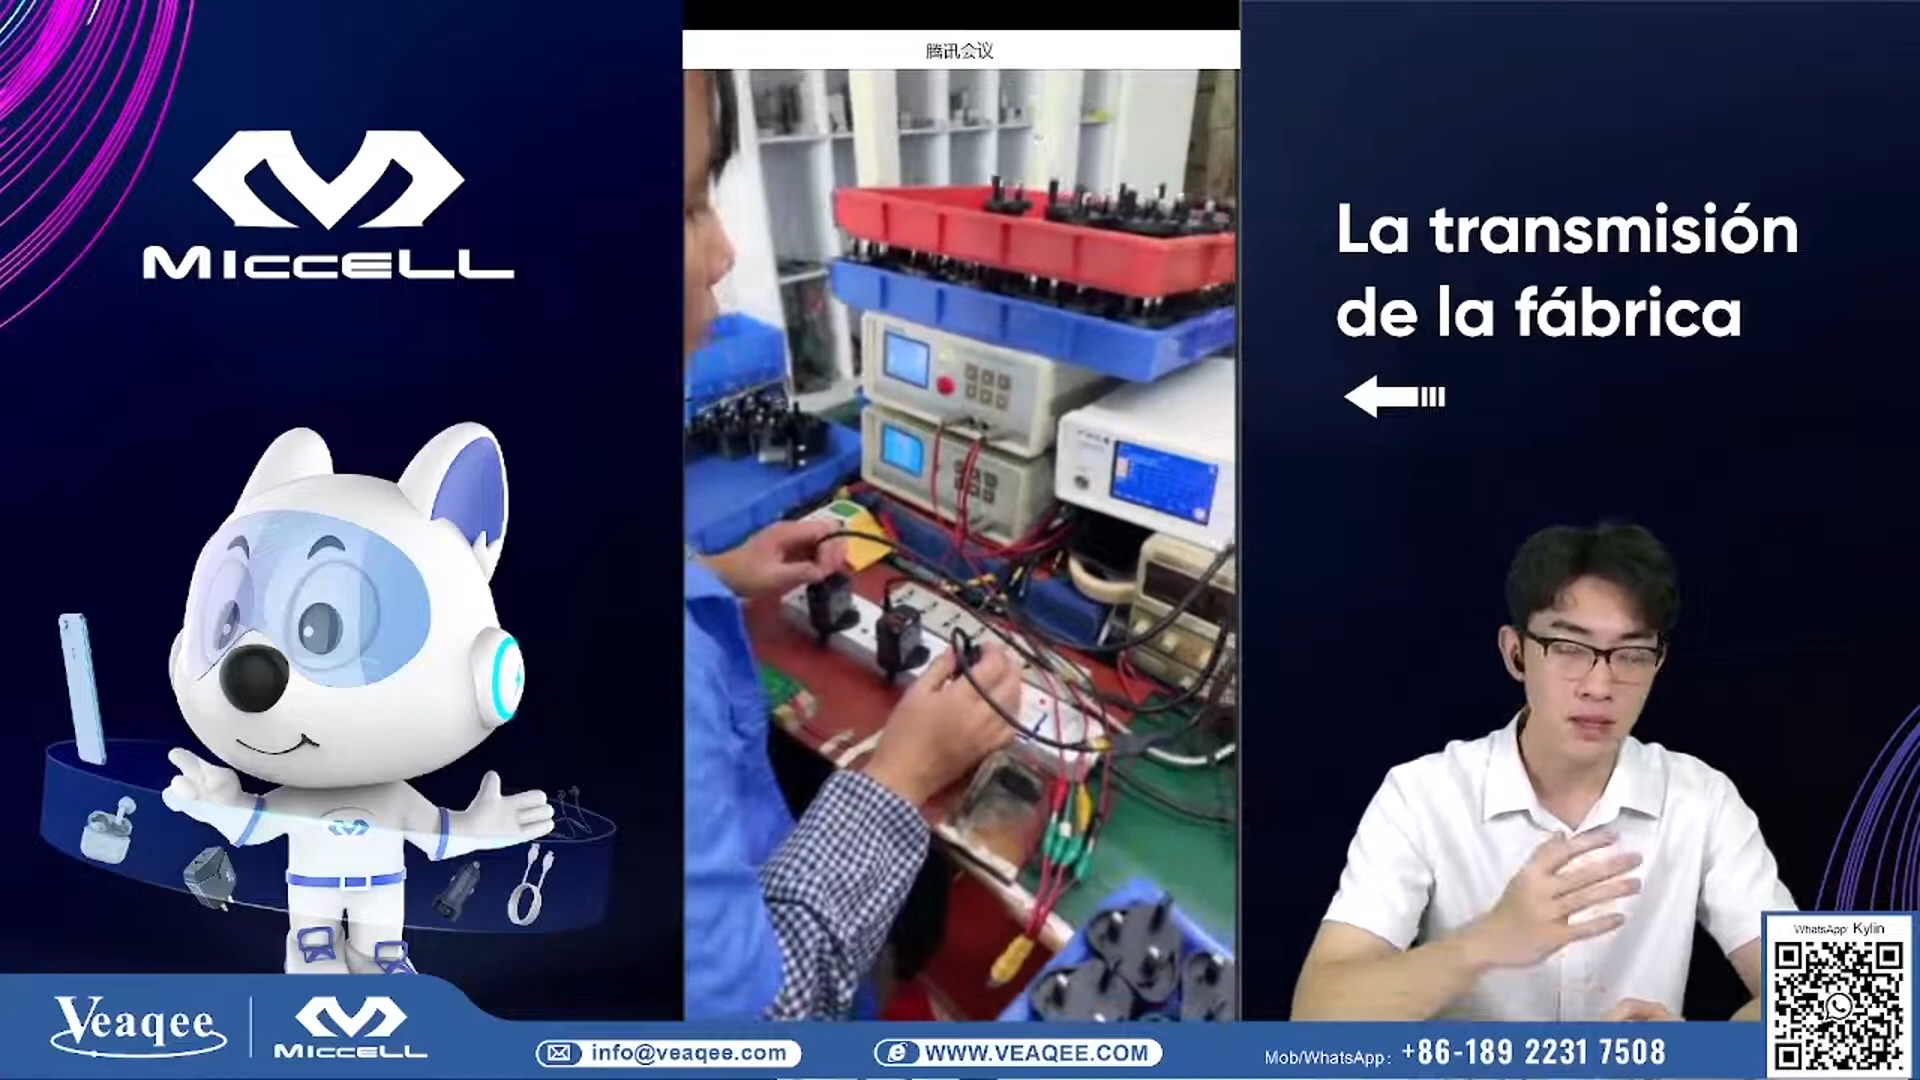 腾讯会议
MICCELL
La transmisión
de la fábrica
WhatsApp: Kylin
Veaqee
MICCELL
info@veaqee.com
WWW.VEAQEE.COM
Mob/WhatsApp: +86-189 2231 7508